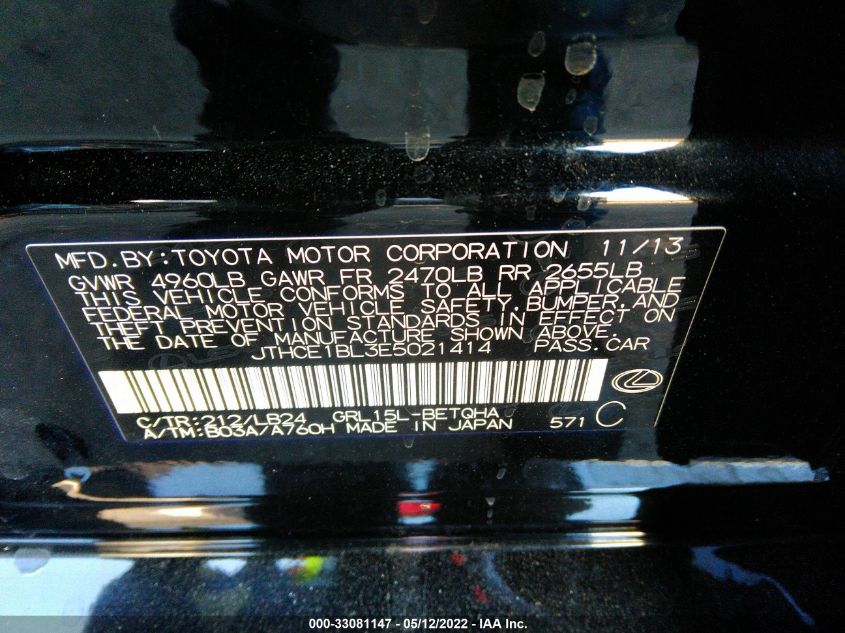 MFD.BY:TOYOTA MOTOR CORPORATION 11/13
GVWR 4960LB GAWR FR 2470LB RR 2655LB
THIS VEHICLE CONFORMS TO ALL APPLICABLE
FEDERAL MOTOR VEHICLE SAFETY,BUMPER,AND
THEFT PREVENTION STANDARDS IN EFFECT ON
THE DATE OF MANUFACTURE SHOWN ABOVE.
JTHCE1BL3E5021414 PASS.CAR
C/TR:212/LB24 GRL15L-BETQHA
A/TM:B03A/A760H MADE IN JAPAN 571 C
000-33081147 - 05/12/2022 - IAA Inc.